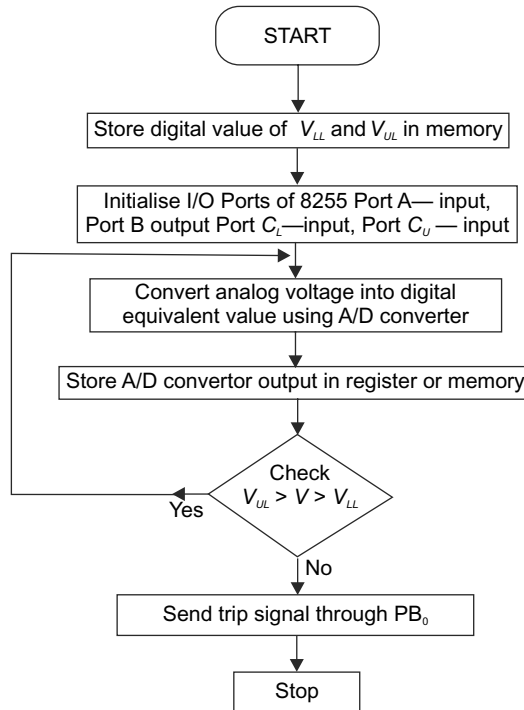 START
Store digital value of V_LL and V_UL in memory
Initialise I/O Ports of 8255 Port A— input,
Port B output Port C_L—input, Port C_U — input
Convert analog voltage into digital
equivalent value using A/D converter
Store A/D convertor output in register or memory
Check
V_UL > V > V_LL
Yes
No
Send trip signal through PB_0
Stop